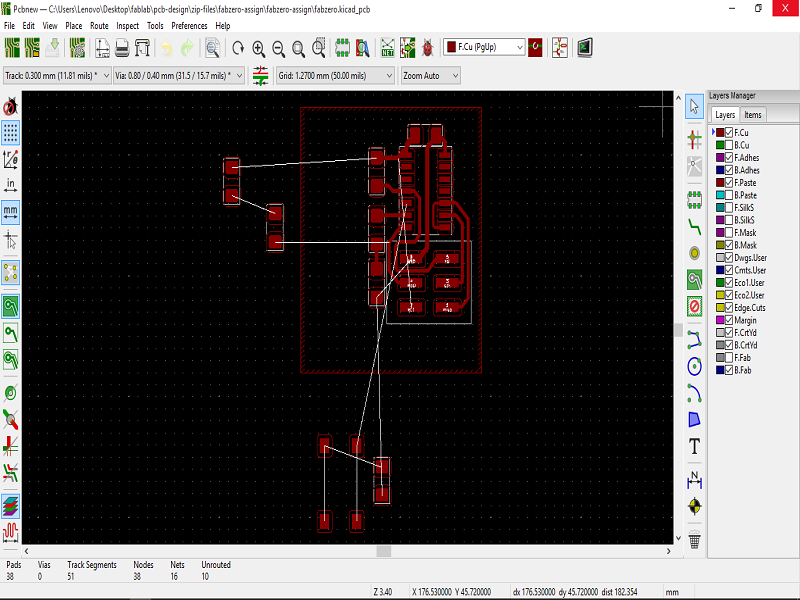 Pcbnew — C:\Users\Lenovo\Desktop\fablab\pcb-design\zip-files\fabzero-assign\fabzero-assign\fabzero.kicad_pcb
File Edit View Place Route Inspect Tools Preferences Help
F.Cu (PgUp)
Track: 0.300 mm (11.81 mils) * Via: 0.80 / 0.40 mm (31.5 / 15.7 mils) * Grid: 1.2700 mm (50.00 mils) Zoom Auto
Layers Manager
Layers Items
F.Cu
B.Cu
F.Adhes
B.Adhes
F.Paste
B.Paste
F.SilkS
B.SilkS
F.Mask
B.Mask
Dwgs.User
Cmts.User
Eco1.User
Eco2.User
Edge.Cuts
Margin
F.CrtYd
B.CrtYd
F.Fab
B.Fab
in
mm
T
N
NET
Pads Vias Track Segments Nodes Nets Unrouted
38 0 51 38 16 10
Z 3.40 X 176.530000 Y 45.720000 dx 176.530000 dy 45.720000 dist 182.354 mm